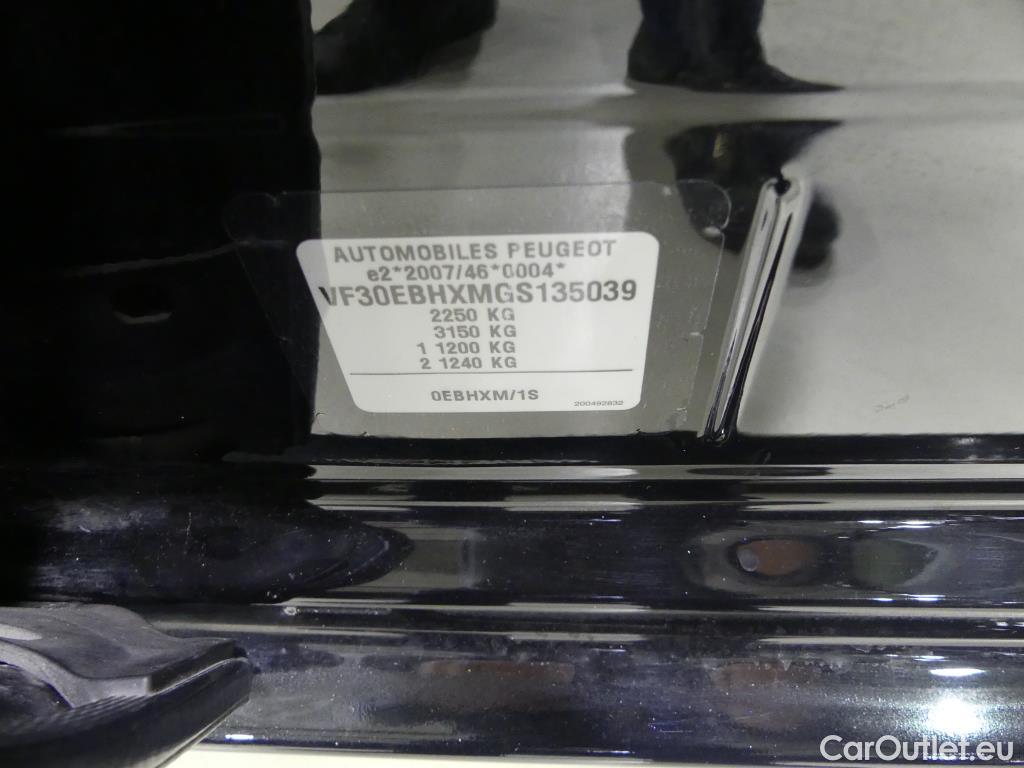 AUTOMOBILES PEUGEOT
e2*2007/46*0004*
VF30EBHXMGS135039
2250 KG
3150 KG
1 1200 KG
2 1240 KG
0EBHXM/1S
200492832
CarOutlet.eu